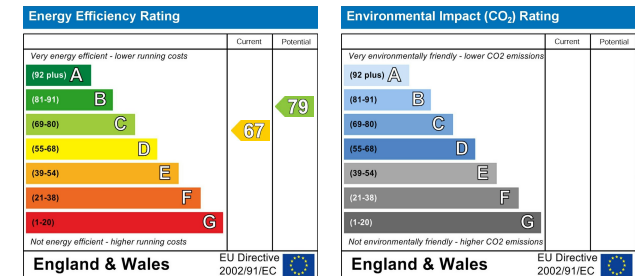 Energy Efficiency Rating
Current Potential
Very energy efficient - lower running costs
(92 plus) A
(81-91) B
79
(69-80) C
67
(55-68) D
(39-54) E
(21-38) F
(1-20) G
Not energy efficient - higher running costs
England & Wales
EU Directive
2002/91/EC
Environmental Impact (CO₂) Rating
Current Potential
Very environmentally friendly - lower CO2 emissions
(92 plus) A
(81-91) B
(69-80) C
(55-68) D
(39-54) E
(21-38) F
(1-20) G
Not environmentally friendly - higher CO2 emissions
England & Wales
EU Directive
2002/91/EC